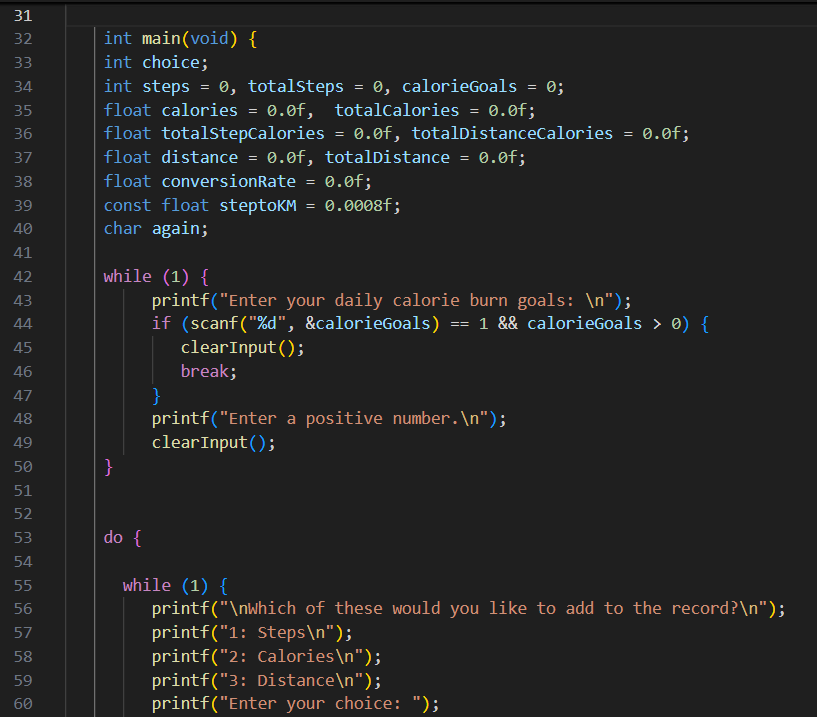 31
32 int main(void) {
33 int choice;
34 int steps = 0, totalSteps = 0, calorieGoals = 0;
35 float calories = 0.0f,  totalCalories = 0.0f;
36 float totalStepCalories = 0.0f, totalDistanceCalories = 0.0f;
37 float distance = 0.0f, totalDistance = 0.0f;
38 float conversionRate = 0.0f;
39 const float steptoKM = 0.0008f;
40 char again;
41
42 while (1) {
43      printf("Enter your daily calorie burn goals: \n");
44      if (scanf("%d", &calorieGoals) == 1 && calorieGoals > 0) {
45         clearInput();
46         break;
47      }
48      printf("Enter a positive number.\n");
49      clearInput();
50 }
51
52
53 do {
54
55   while (1) {
56      printf("\nWhich of these would you like to add to the record?\n");
57      printf("1: Steps\n");
58      printf("2: Calories\n");
59      printf("3: Distance\n");
60      printf("Enter your choice: ");